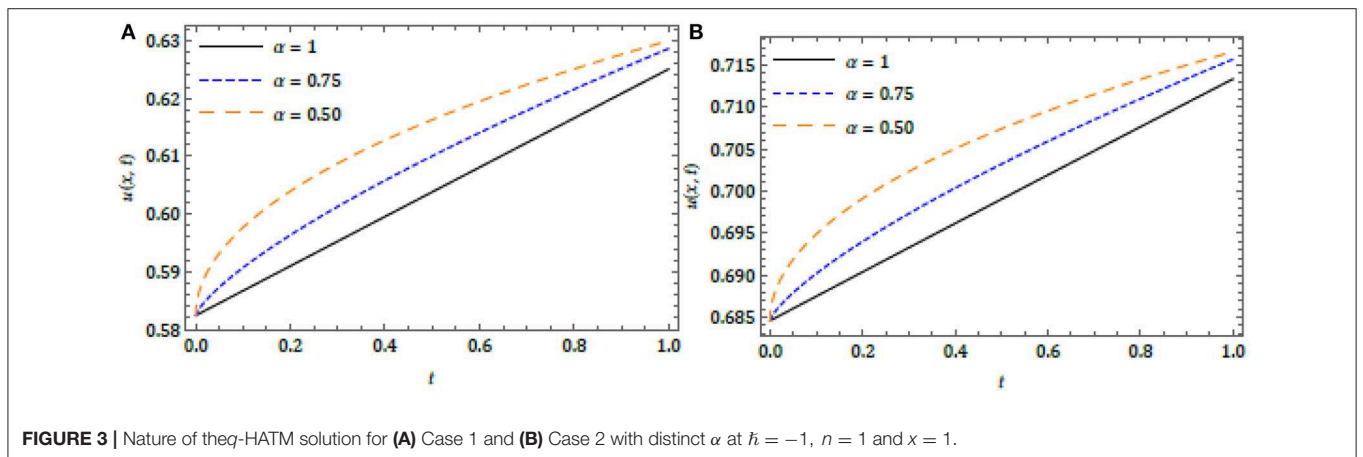 A
0.63
0.62
0.61
0.60
0.59
0.58
u(x, t)
α = 1
α = 0.75
α = 0.50
0.0 0.2 0.4 0.6 0.8 1.0
t
B
0.715
0.710
0.705
0.700
0.695
0.690
0.685
u(x, t)
α = 1
α = 0.75
α = 0.50
0.0 0.2 0.4 0.6 0.8 1.0
t
FIGURE 3 | Nature of theq-HATM solution for (A) Case 1 and (B) Case 2 with distinct α at ℏ = −1, n = 1 and x = 1.